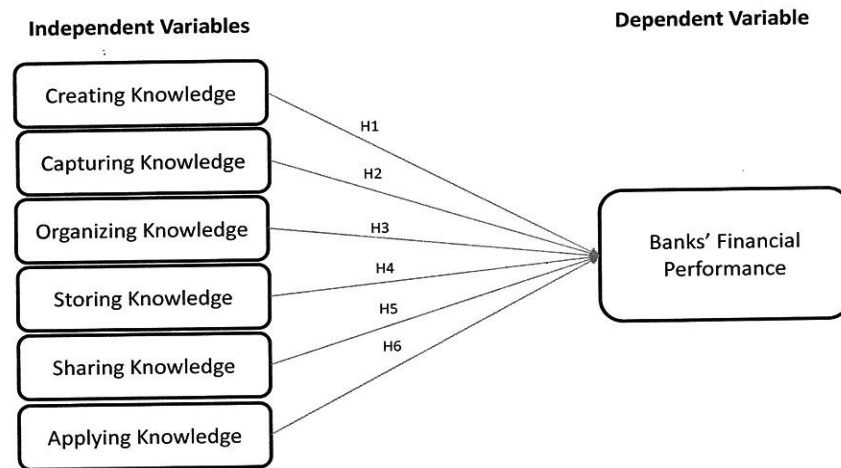 Independent Variables
Dependent Variable
Creating Knowledge
Capturing Knowledge
Organizing Knowledge
Storing Knowledge
Sharing Knowledge
Applying Knowledge
H1
H2
H3
H4
H5
H6
Banks' Financial
Performance